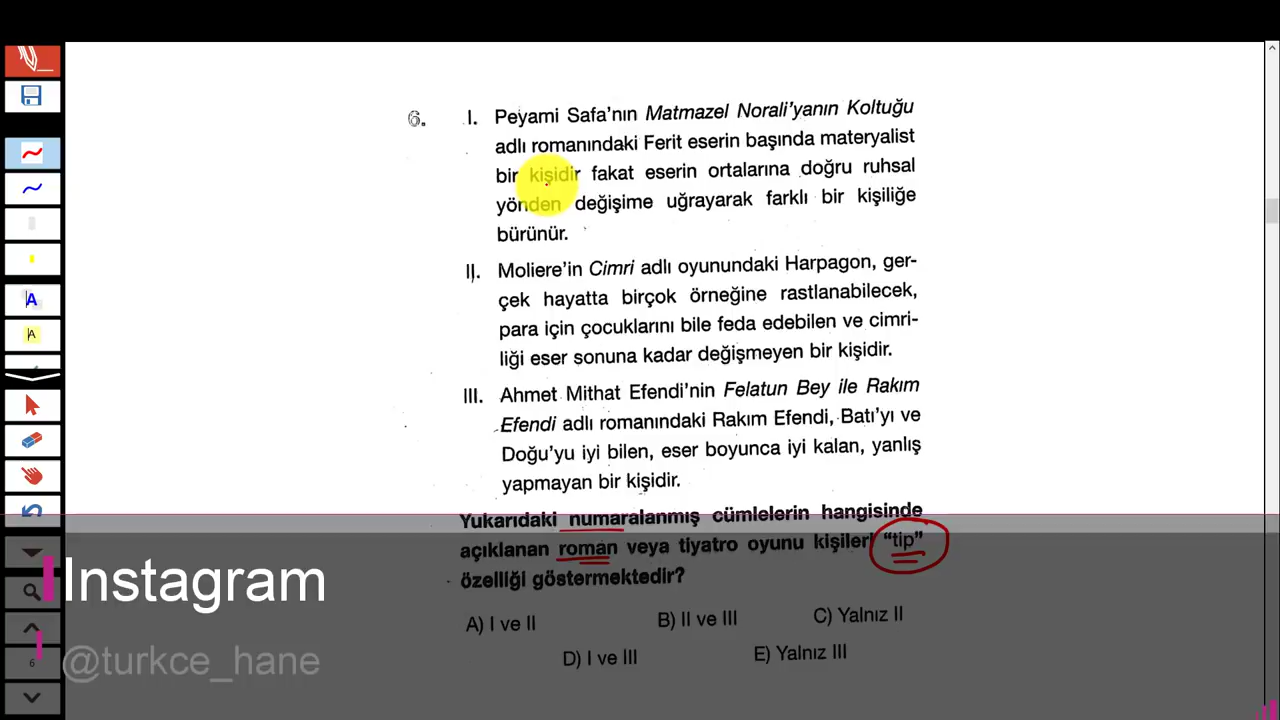 6.
I. Peyami Safa'nın Matmazel Norali'yanın Koltuğu
adlı romanındaki Ferit eserin başında materyalist
bir kişidir fakat eserin ortalarına doğru ruhsal
yönden değişime uğrayarak farklı bir kişiliğe
bürünür.
II. Moliere'in Cimri adlı oyunundaki Harpagon, ger-
çek hayatta birçok örneğine rastlanabilecek,
para için çocuklarını bile feda edebilen ve cimri-
liği eser sonuna kadar değişmeyen bir kişidir.
III. Ahmet Mithat Efendi'nin Felatun Bey ile Rakım
Efendi adlı romanındaki Rakım Efendi, Batı'yı ve
Doğu'yu iyi bilen, eser boyunca iyi kalan, yanlış
yapmayan bir kişidir.
Yukarıdaki numaralanmış cümlelerin hangisinde
açıklanan roman veya tiyatro oyunu kişileri "tip"
özelliği göstermektedir?
A) I ve II
B) II ve III
C) Yalnız II
D) I ve III
E) Yalnız III
Instagram
@turkce_hane
A
A
6